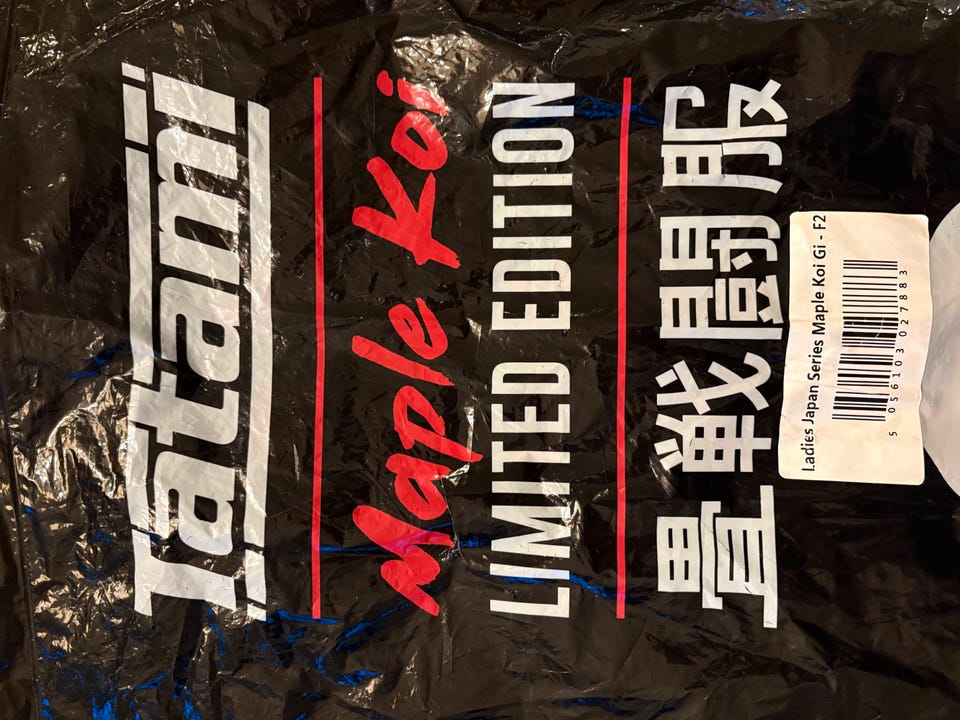 Tatami
Maple Koi
LIMITED EDITION
畳戦闘服
Ladies Japan Series Maple Koi Gi - F2
5 056103 027883